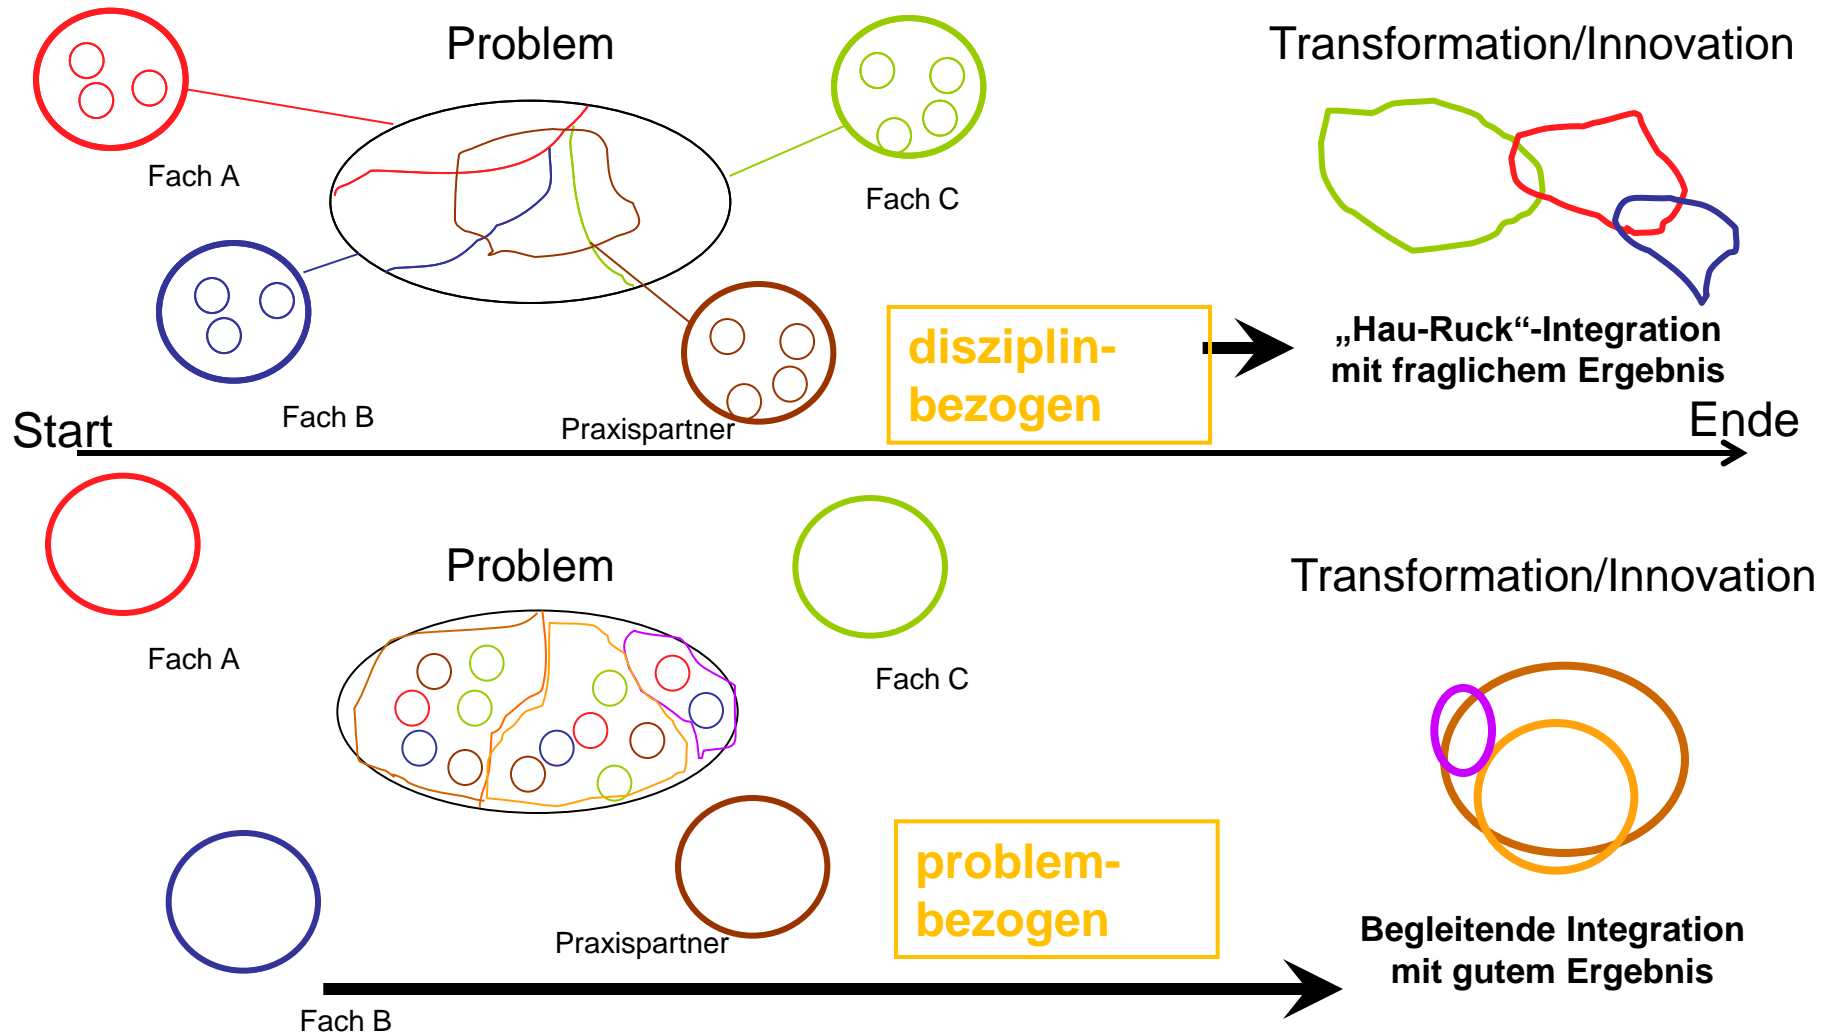 Problem
Transformation/Innovation
Fach A
Fach C
disziplin-
bezogen
„Hau-Ruck“-Integration
mit fraglichem Ergebnis
Fach B
Praxispartner
Start
Ende
Problem
Transformation/Innovation
Fach A
Fach C
problem-
bezogen
Praxispartner
Begleitende Integration
mit gutem Ergebnis
Fach B